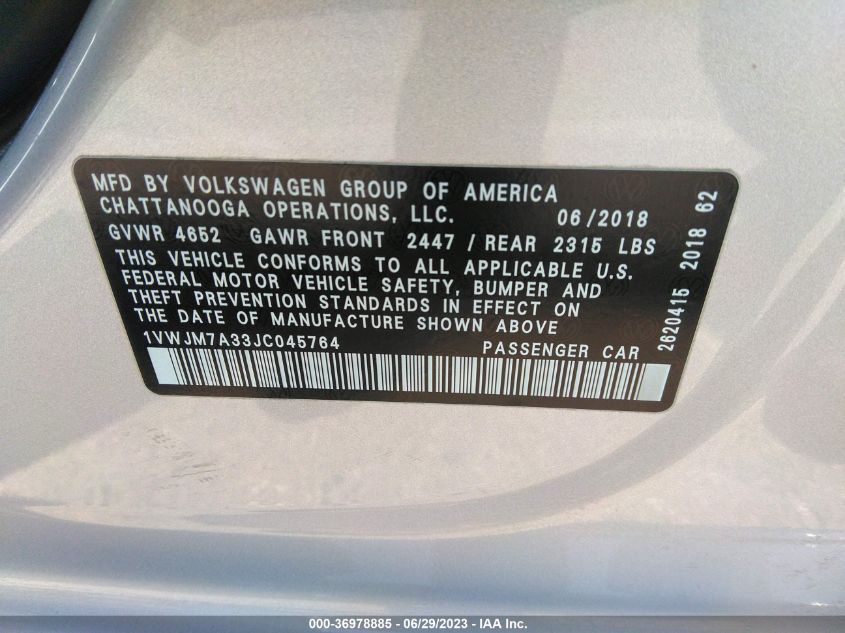 MFD BY VOLKSWAGEN GROUP OF AMERICA
CHATTANOOGA OPERATIONS, LLC. 06/2018
GVWR 4652 GAWR FRONT 2447 / REAR 2315 LBS
THIS VEHICLE CONFORMS TO ALL APPLICABLE U.S.
FEDERAL MOTOR VEHICLE SAFETY, BUMPER AND
THEFT PREVENTION STANDARDS IN EFFECT ON
THE DATE OF MANUFACTURE SHOWN ABOVE
1VWJM7A33JC045764 PASSENGER CAR
2620415 2018 62
000-36978885 - 06/29/2023 - IAA Inc.